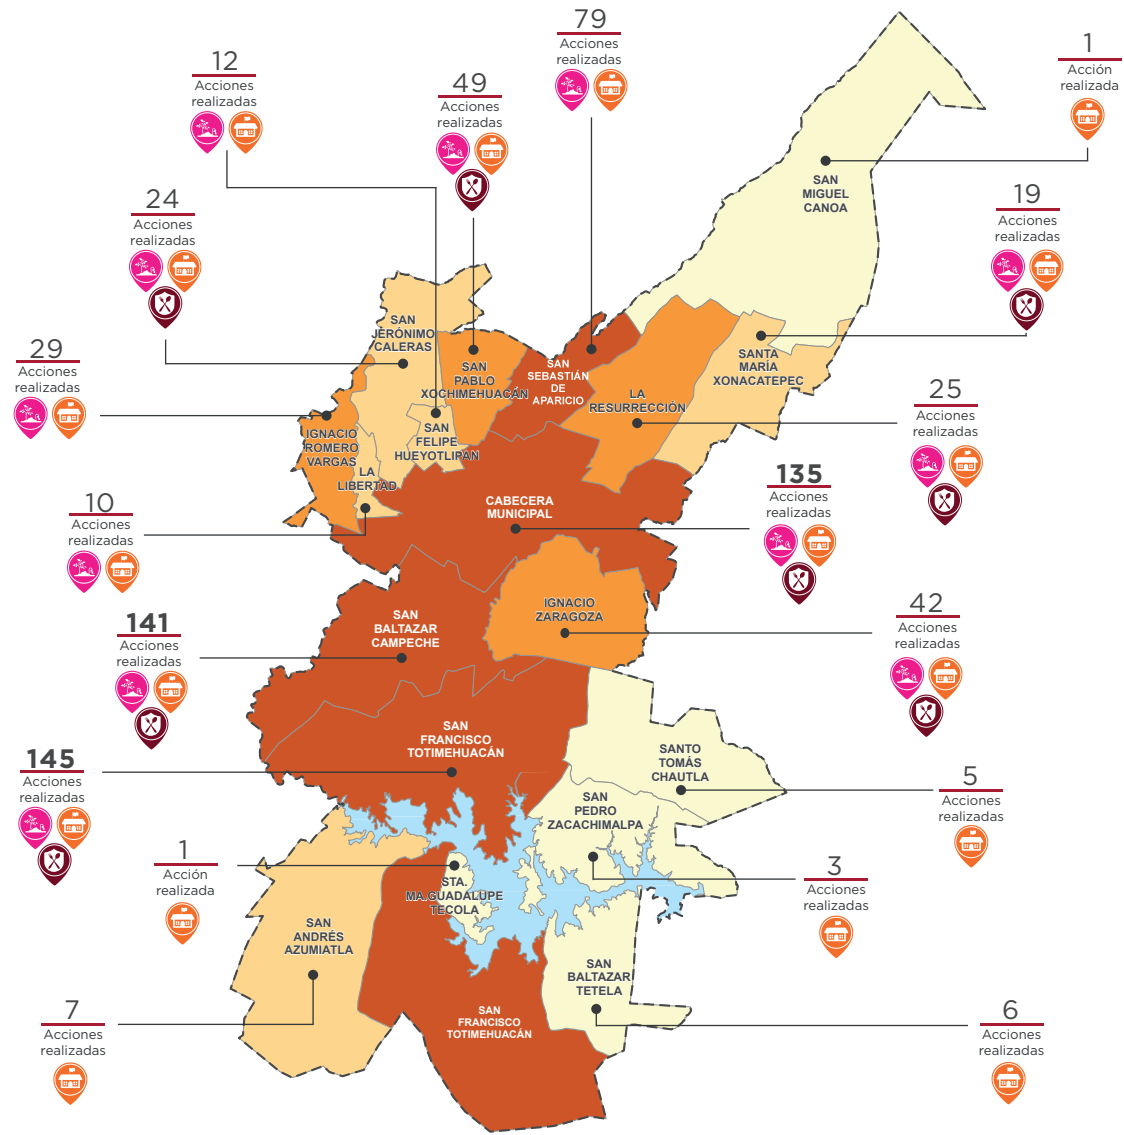 79
Acciones
realizadas
12
Acciones
realizadas
49
Acciones
realizadas
1
Acción
realizada
24
Acciones
realizadas
19
Acciones
realizadas
29
Acciones
realizadas
25
Acciones
realizadas
10
Acciones
realizadas
135
Acciones
realizadas
141
Acciones
realizadas
42
Acciones
realizadas
145
Acciones
realizadas
5
Acciones
realizadas
1
Acción
realizada
3
Acciones
realizadas
7
Acciones
realizadas
6
Acciones
realizadas
SAN
MIGUEL
CANOA
SAN
JERÓNIMO
CALERAS
SAN
PABLO
XOCHIMEHUACÁN
SAN
SEBASTIÁN
DE
APARICIO
SANTA
MARÍA
XONACATEPEC
LA
RESURRECCIÓN
IGNACIO
ROMERO
VARGAS
SAN
FELIPE
HUEYOTLIPAN
LA
LIBERTAD
CABECERA
MUNICIPAL
IGNACIO
ZARAGOZA
SAN
BALTAZAR
CAMPECHE
SAN
FRANCISCO
TOTIMEHUACÁN
SANTO
TOMÁS
CHAUTLA
SAN
PEDRO
ZACACHIMALPA
STA.
MA.GUADALUPE
TECOLA
SAN
ANDRÉS
AZUMIATLA
SAN
BALTAZAR
TETELA
SAN
FRANCISCO
TOTIMEHUACÁN